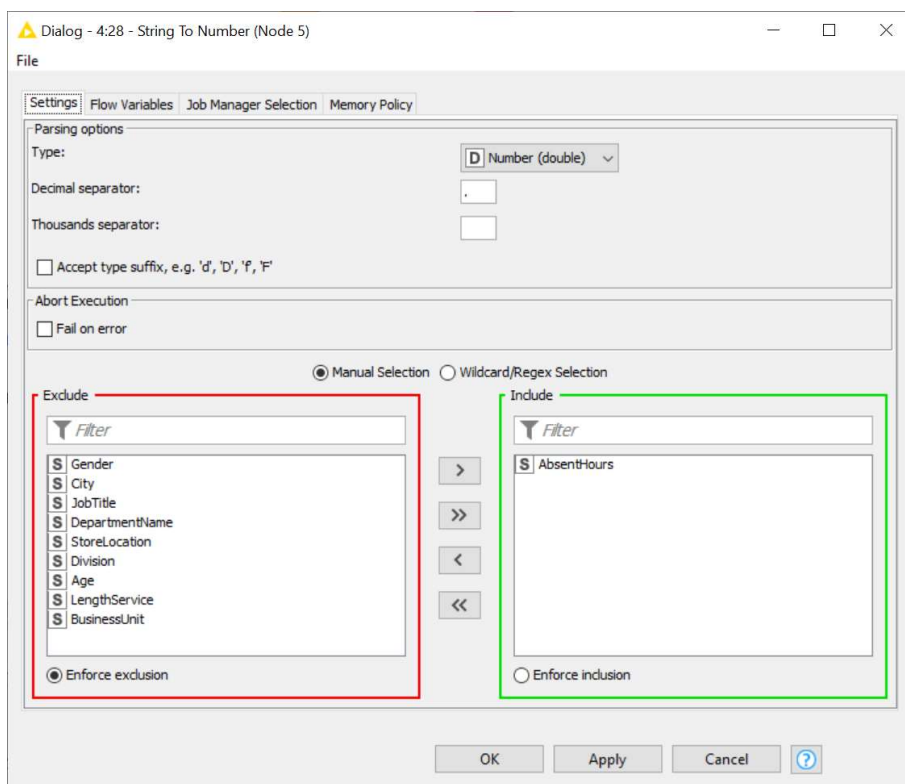 Dialog - 4:28 - String To Number (Node 5)
File
Settings Flow Variables Job Manager Selection Memory Policy
Parsing options
Type:
D Number (double)
Decimal separator:
.
Thousands separator:
Accept type suffix, e.g. 'd', 'D', 'f', 'F'
Abort Execution
Fail on error
Manual Selection Wildcard/Regex Selection
Exclude
Filter
S Gender
S City
S JobTitle
S DepartmentName
S StoreLocation
S Division
S Age
S LengthService
S BusinessUnit
Enforce exclusion
>
>>
<
<<
Include
Filter
S AbsentHours
Enforce inclusion
OK Apply Cancel ?